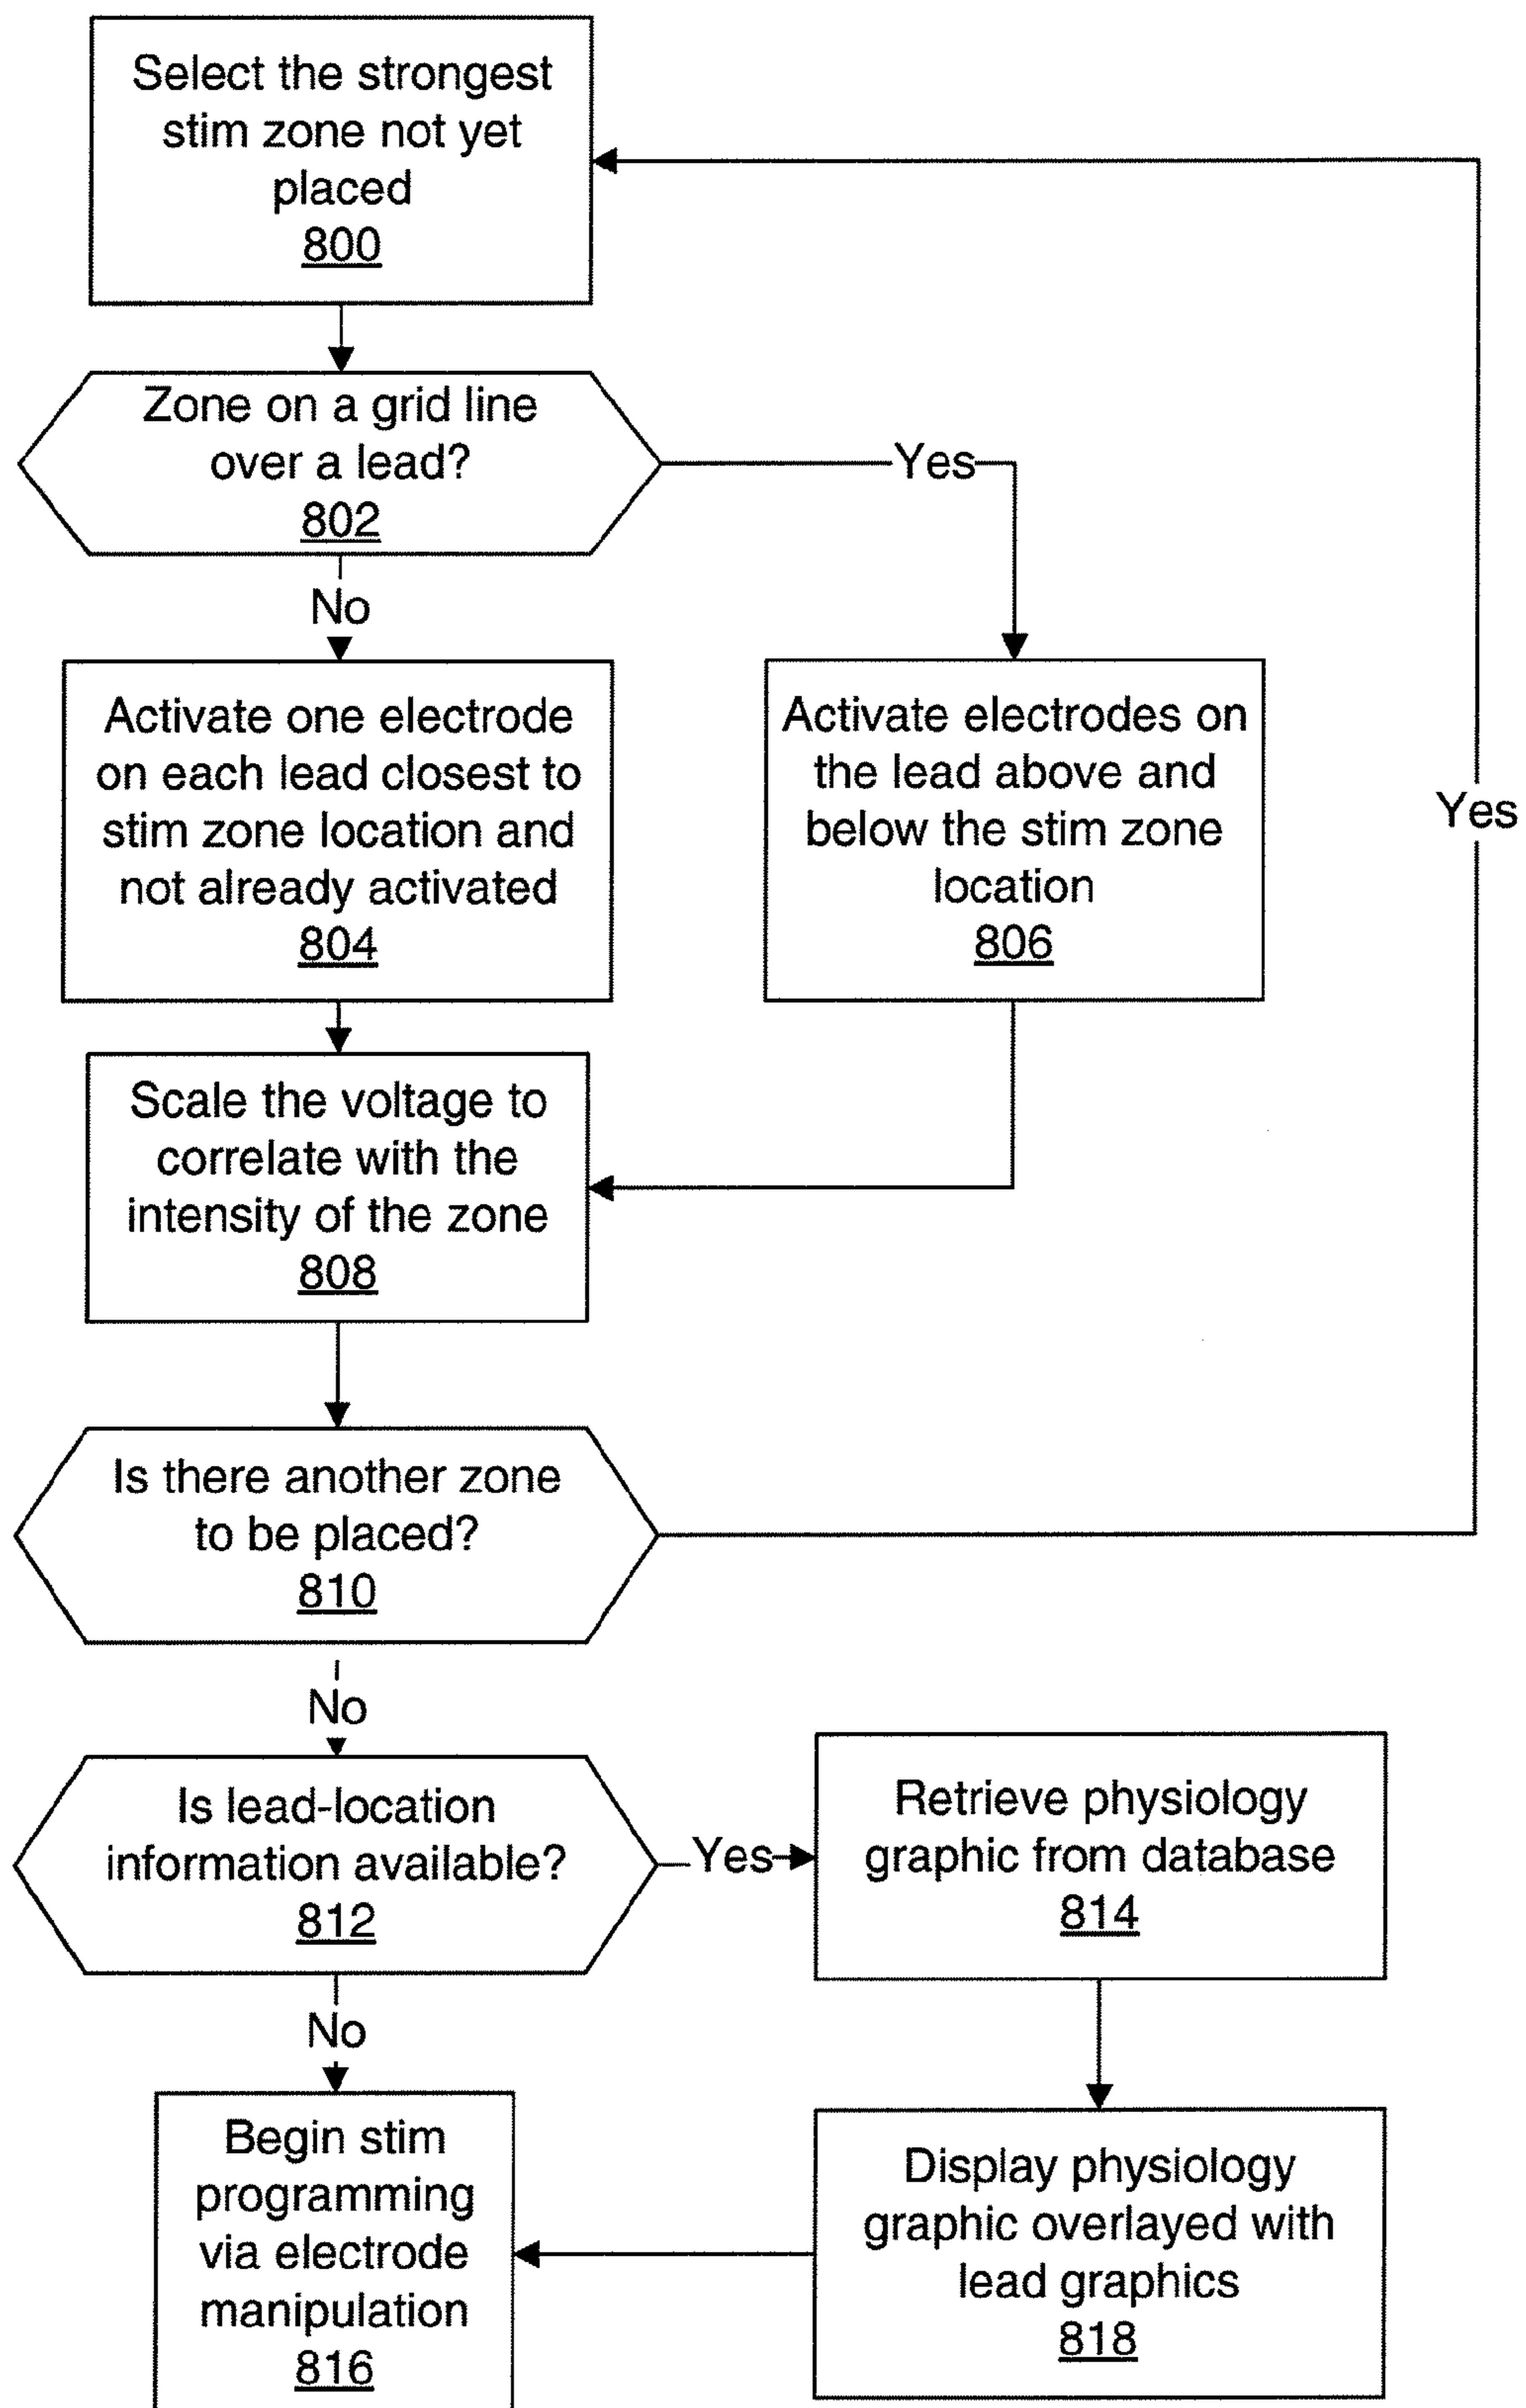 Select the strongest
stim zone not yet
placed
800
Zone on a grid line
over a lead?
802
Yes
No
Activate one electrode
on each lead closest to
stim zone location and
not already activated
804
Activate electrodes on
the lead above and
below the stim zone
location
806
Yes
Scale the voltage to
correlate with the
intensity of the zone
808
Is there another zone
to be placed?
810
No
Is lead-location
information available?
812
Yes
Retrieve physiology
graphic from database
814
No
Begin stim
programming
via electrode
manipulation
816
Display physiology
graphic overlayed with
lead graphics
818